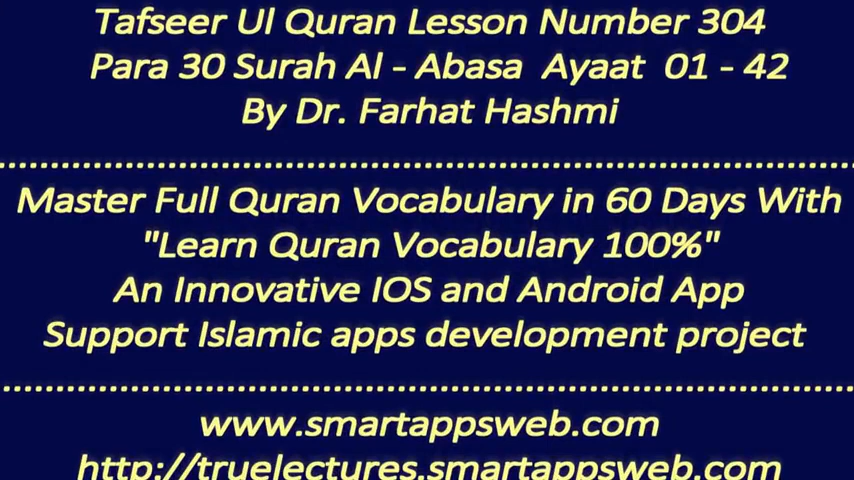 Tafseer Ul Quran Lesson Number 304
Para 30 Surah Al - Abasa Ayaat 01 - 42
By Dr. Farhat Hashmi
Master Full Quran Vocabulary in 60 Days With
"Learn Quran Vocabulary 100%"
An Innovative IOS and Android App
Support Islamic apps development project
www.smartappsweb.com
http://truelectures.smartappsweb.com